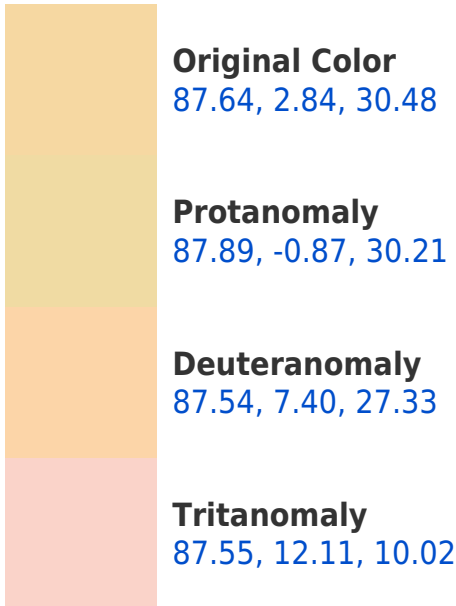 Original Color
87.64, 2.84, 30.48
Protanomaly
87.89, -0.87, 30.21
Deuteranomaly
87.54, 7.40, 27.33
Tritanomaly
87.55, 12.11, 10.02